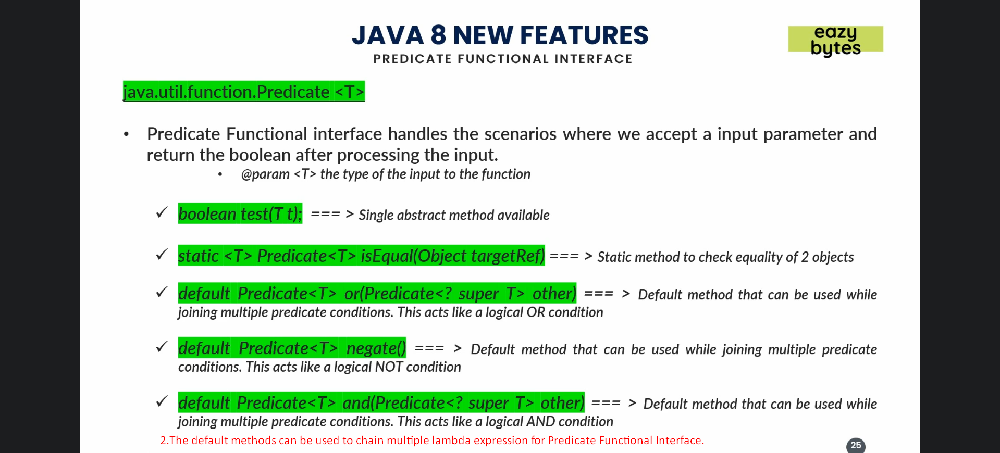 JAVA 8 NEW FEATURES
PREDICATE FUNCTIONAL INTERFACE
eazy
bytes
java.util.function.Predicate <T>
• Predicate Functional interface handles the scenarios where we accept a input parameter and
return the boolean after processing the input.
• @param <T> the type of the input to the function
✓ boolean test(T t); === > Single abstract method available
✓ static <T> Predicate<T> isEqual(Object targetRef) === > Static method to check equality of 2 objects
✓ default Predicate<T> or(Predicate<? super T> other) === > Default method that can be used while
joining multiple predicate conditions. This acts like a logical OR condition
✓ default Predicate<T> negate() === > Default method that can be used while joining multiple predicate
conditions. This acts like a logical NOT condition
✓ default Predicate<T> and(Predicate<? super T> other) === > Default method that can be used while
joining multiple predicate conditions. This acts like a logical AND condition
2.The default methods can be used to chain multiple lambda expression for Predicate Functional Interface.
25